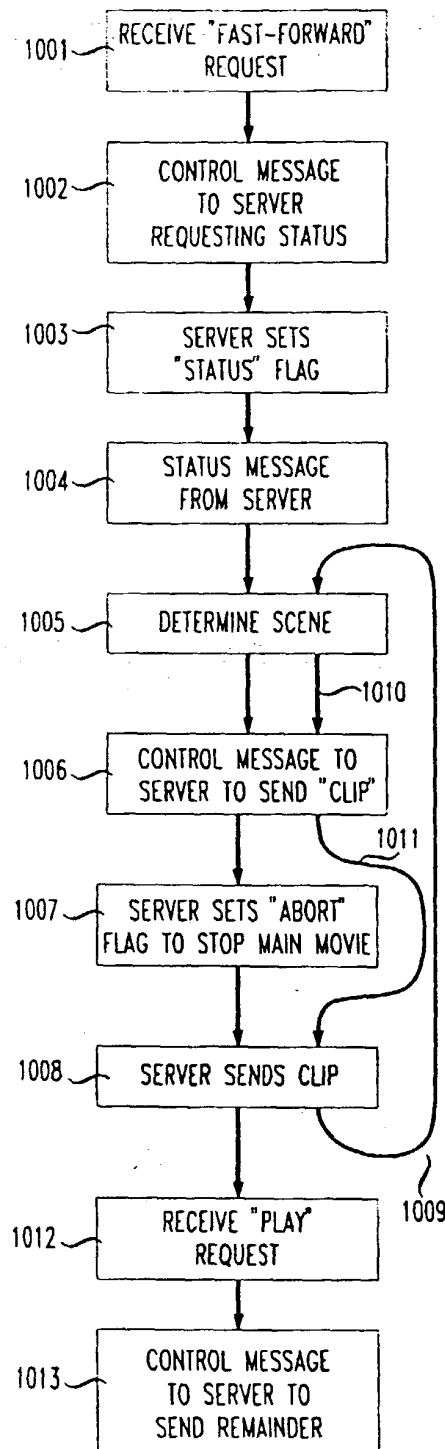 1001
RECEIVE "FAST-FORWARD"
REQUEST
1002
CONTROL MESSAGE
TO SERVER
REQUESTING STATUS
1003
SERVER SETS
"STATUS" FLAG
1004
STATUS MESSAGE
FROM SERVER
1005
DETERMINE SCENE
1010
1006
CONTROL MESSAGE TO
SERVER TO SEND "CLIP"
1011
1007
SERVER SETS "ABORT"
FLAG TO STOP MAIN MOVIE
1008
SERVER SENDS CLIP
1009
1012
RECEIVE "PLAY"
REQUEST
1013
CONTROL MESSAGE
TO SERVER TO
SEND REMAINDER